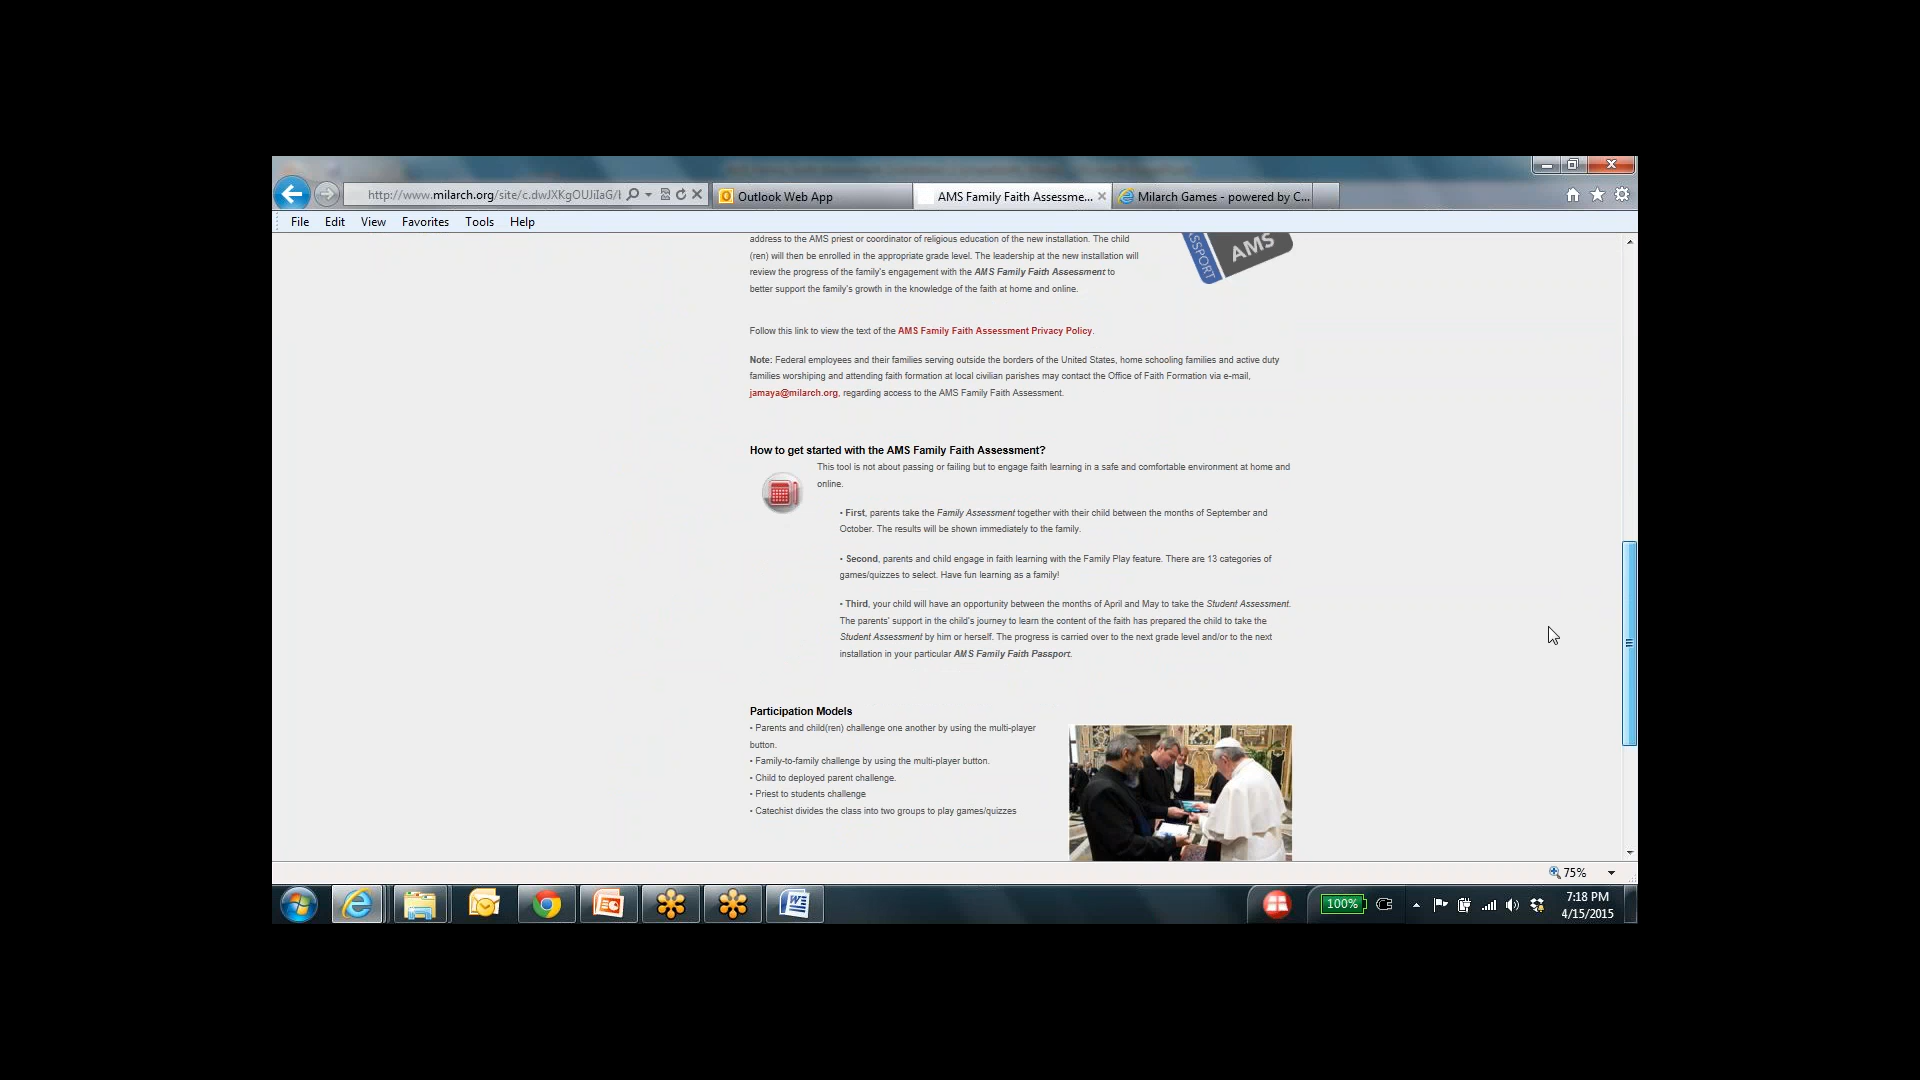 http://www.milarch.org/site/c.dwJXKgOUJiIaG/
Outlook Web App
AMS Family Faith Assessme...
Milarch Games - powered by C...
File Edit View Favorites Tools Help
address to the AMS priest or coordinator of religious education of the new installation. The child
(ren) will then be enrolled in the appropriate grade level. The leadership at the new installation will
review the progress of the family's engagement with the AMS Family Faith Assessment to
better support the family's growth in the knowledge of the faith at home and online.
AMS
Follow this link to view the text of the AMS Family Faith Assessment Privacy Policy.
Note: Federal employees and their families serving outside the borders of the United States, home schooling families and active duty
families worshiping and attending faith formation at local civilian parishes may contact the Office of Faith Formation via e-mail,
jamaya@milarch.org, regarding access to the AMS Family Faith Assessment.
How to get started with the AMS Family Faith Assessment?
This tool is not about passing or failing but to engage faith learning in a safe and comfortable environment at home and
online.
• First, parents take the Family Assessment together with their child between the months of September and
October. The results will be shown immediately to the family.
• Second, parents and child engage in faith learning with the Family Play feature. There are 13 categories of
games/quizzes to select. Have fun learning as a family!
• Third, your child will have an opportunity between the months of April and May to take the Student Assessment.
The parents' support in the child's journey to learn the content of the faith has prepared the child to take the
Student Assessment by him or herself. The progress is carried over to the next grade level and/or to the next
installation in your particular AMS Family Faith Passport.
Participation Models
• Parents and child(ren) challenge one another by using the multi-player
button.
• Family-to-family challenge by using the multi-player button.
• Child to deployed parent challenge.
• Priest to students challenge
• Catechist divides the class into two groups to play games/quizzes
75%
100%
7:18 PM
4/15/2015